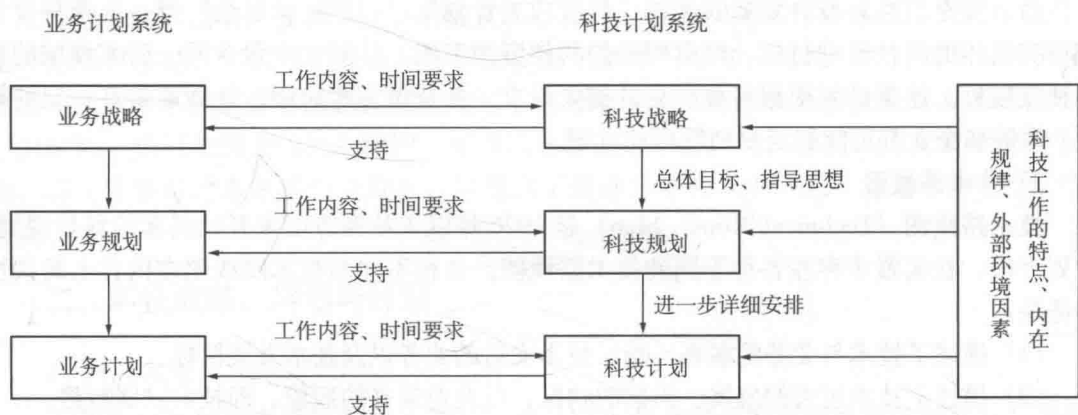 业务计划系统
科技计划系统
工作内容、时间要求
业务战略
科技战略
支持
总体目标、指导思想
工作内容、时间要求
业务规划
科技规划
支持
进一步详细安排
工作内容、时间要求
业务计划
科技计划
支持
科技工作的特点、内在
规律、外部环境因素